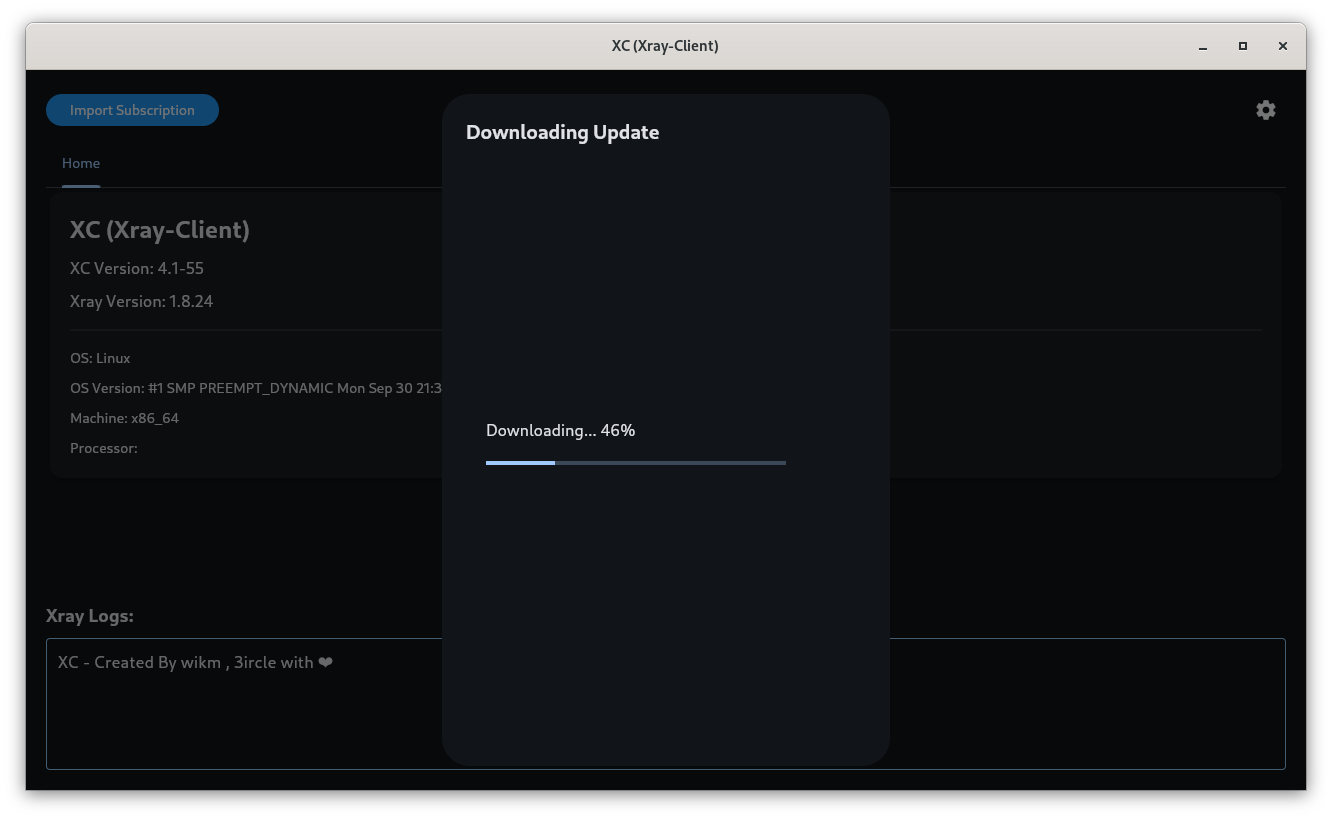 XC (Xray-Client)
Import Subscription
Downloading Update
Home
XC (Xray-Client)
XC Version: 4.1-55
Xray Version: 1.8.24
OS: Linux
OS Version: #1 SMP PREEMPT_DYNAMIC Mon Sep 30 21:3
Machine: x86_64
Processor:
Downloading... 46%
Xray Logs:
XC - Created By wikm , 3ircle with ❤